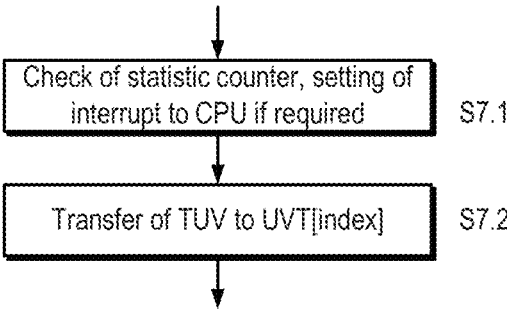 Check of statistic counter, setting of
interrupt to CPU if required
S7.1
Transfer of TUV to UVT[index]
S7.2